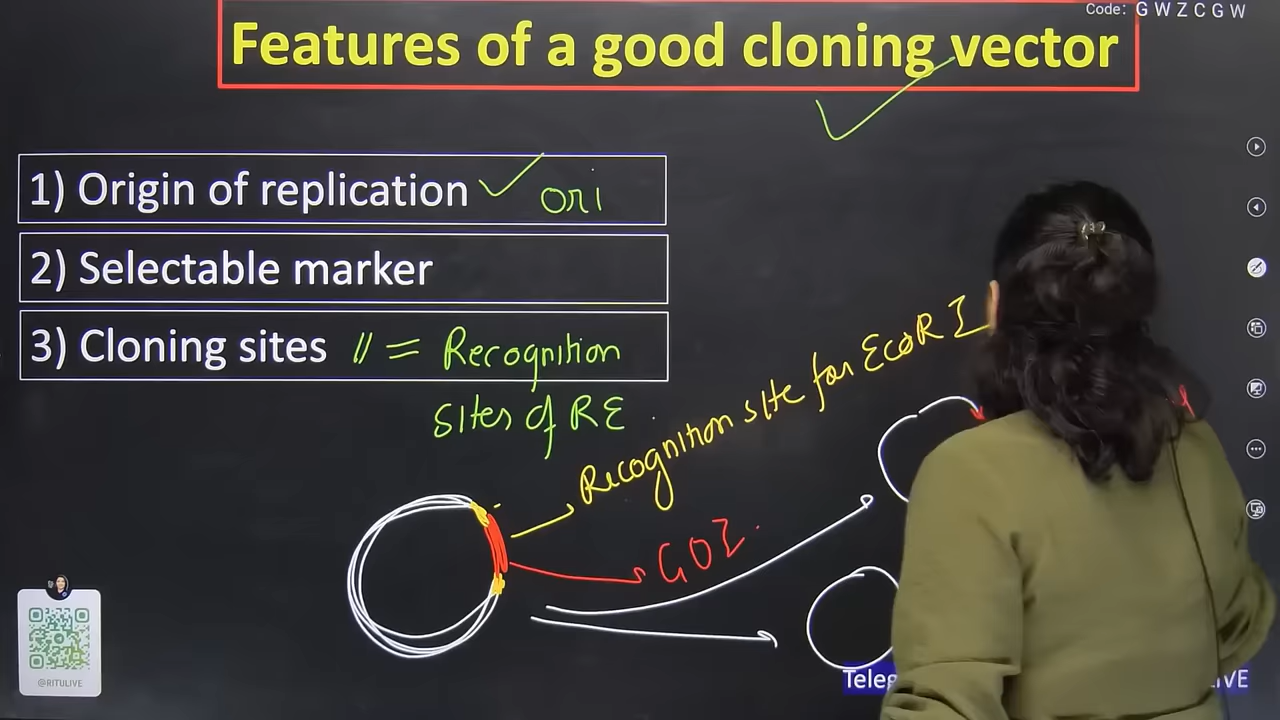 Code: G W Z C G W
Features of a good cloning vector
1) Origin of replication ori
2) Selectable marker
3) Cloning sites // = Recognition
sites of RE
Recognition site for EcoR I
GOI
@RITULIVE